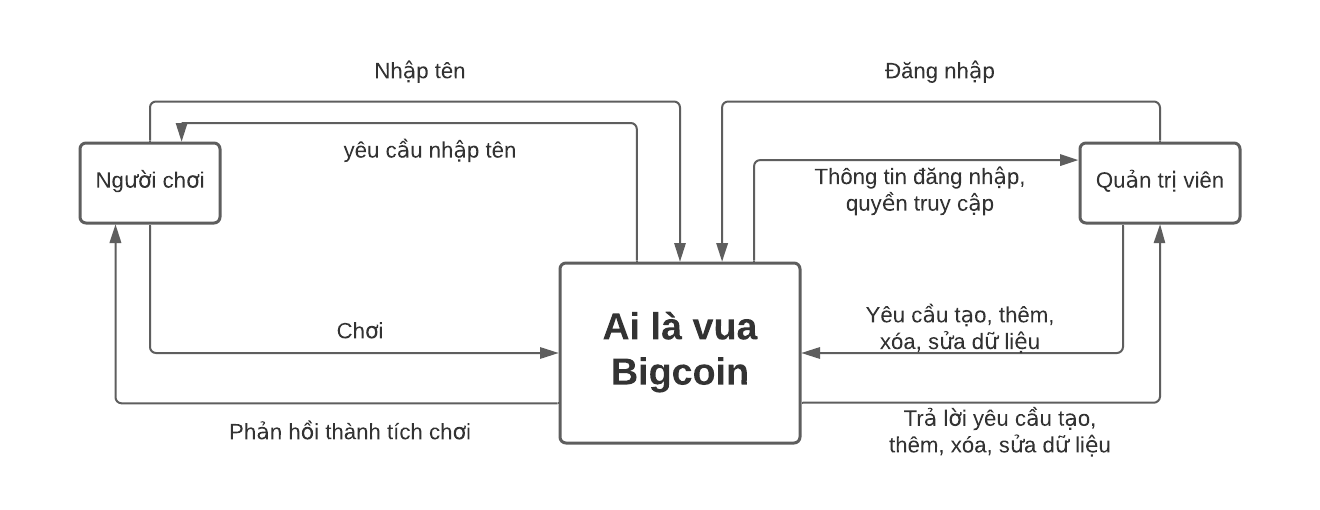 Nhập tên
Đăng nhập
yêu cầu nhập tên
Người chơi
Thông tin đăng nhập,
quyền truy cập
Quản trị viên
Ai là vua
Bigcoin
Chơi
Yêu cầu tạo, thêm,
xóa, sửa dữ liệu
Phản hồi thành tích chơi
Trả lời yêu cầu tạo,
thêm, xóa, sửa dữ liệu